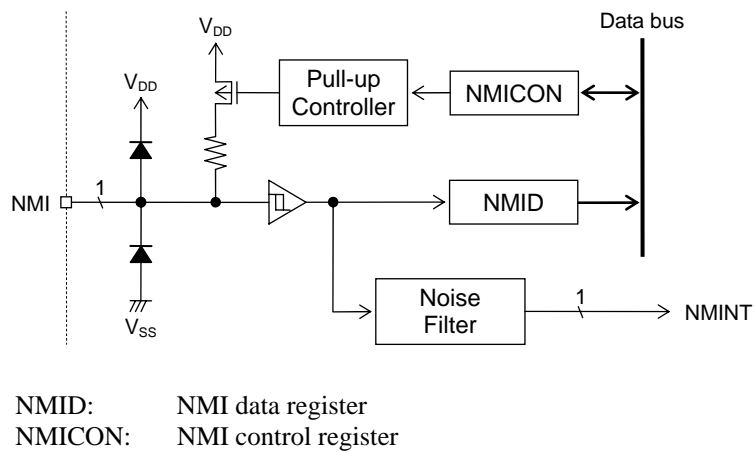 Data bus
VDD
VDD
Pull-up
Controller
NMICON
NMI
1
NMID
Noise
Filter
1
NMINT
VSS
NMID: NMI data register
NMICON: NMI control register